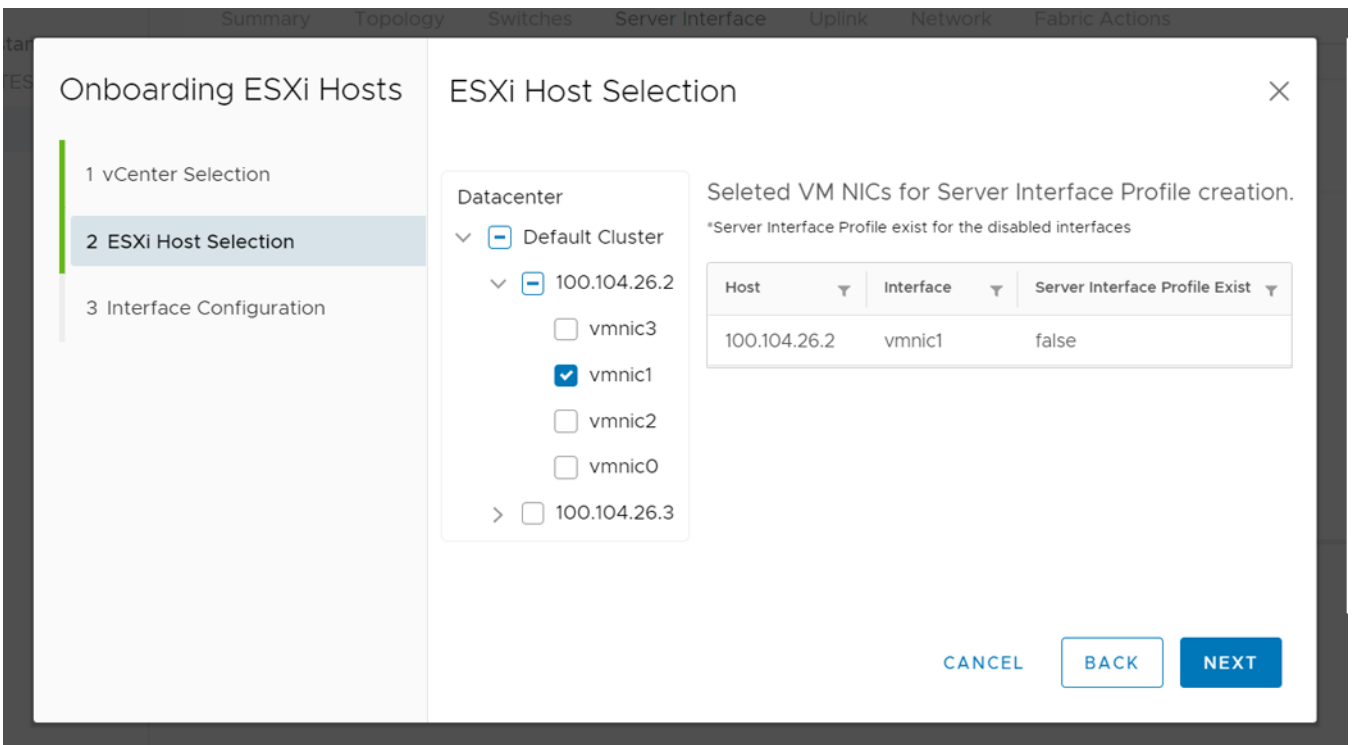 Summary Topology Switches Server Interface Uplink Network Fabric Actions
Onboarding ESXi Hosts
1 vCenter Selection
2 ESXi Host Selection
3 Interface Configuration
ESXi Host Selection
Datacenter
Default Cluster
100.104.26.2
vmnic3
vmnic1
vmnic2
vmnic0
100.104.26.3
Seleted VM NICs for Server Interface Profile creation.
*Server Interface Profile exist for the disabled interfaces
Host Interface Server Interface Profile Exist
100.104.26.2 vmnic1 false
CANCEL BACK NEXT